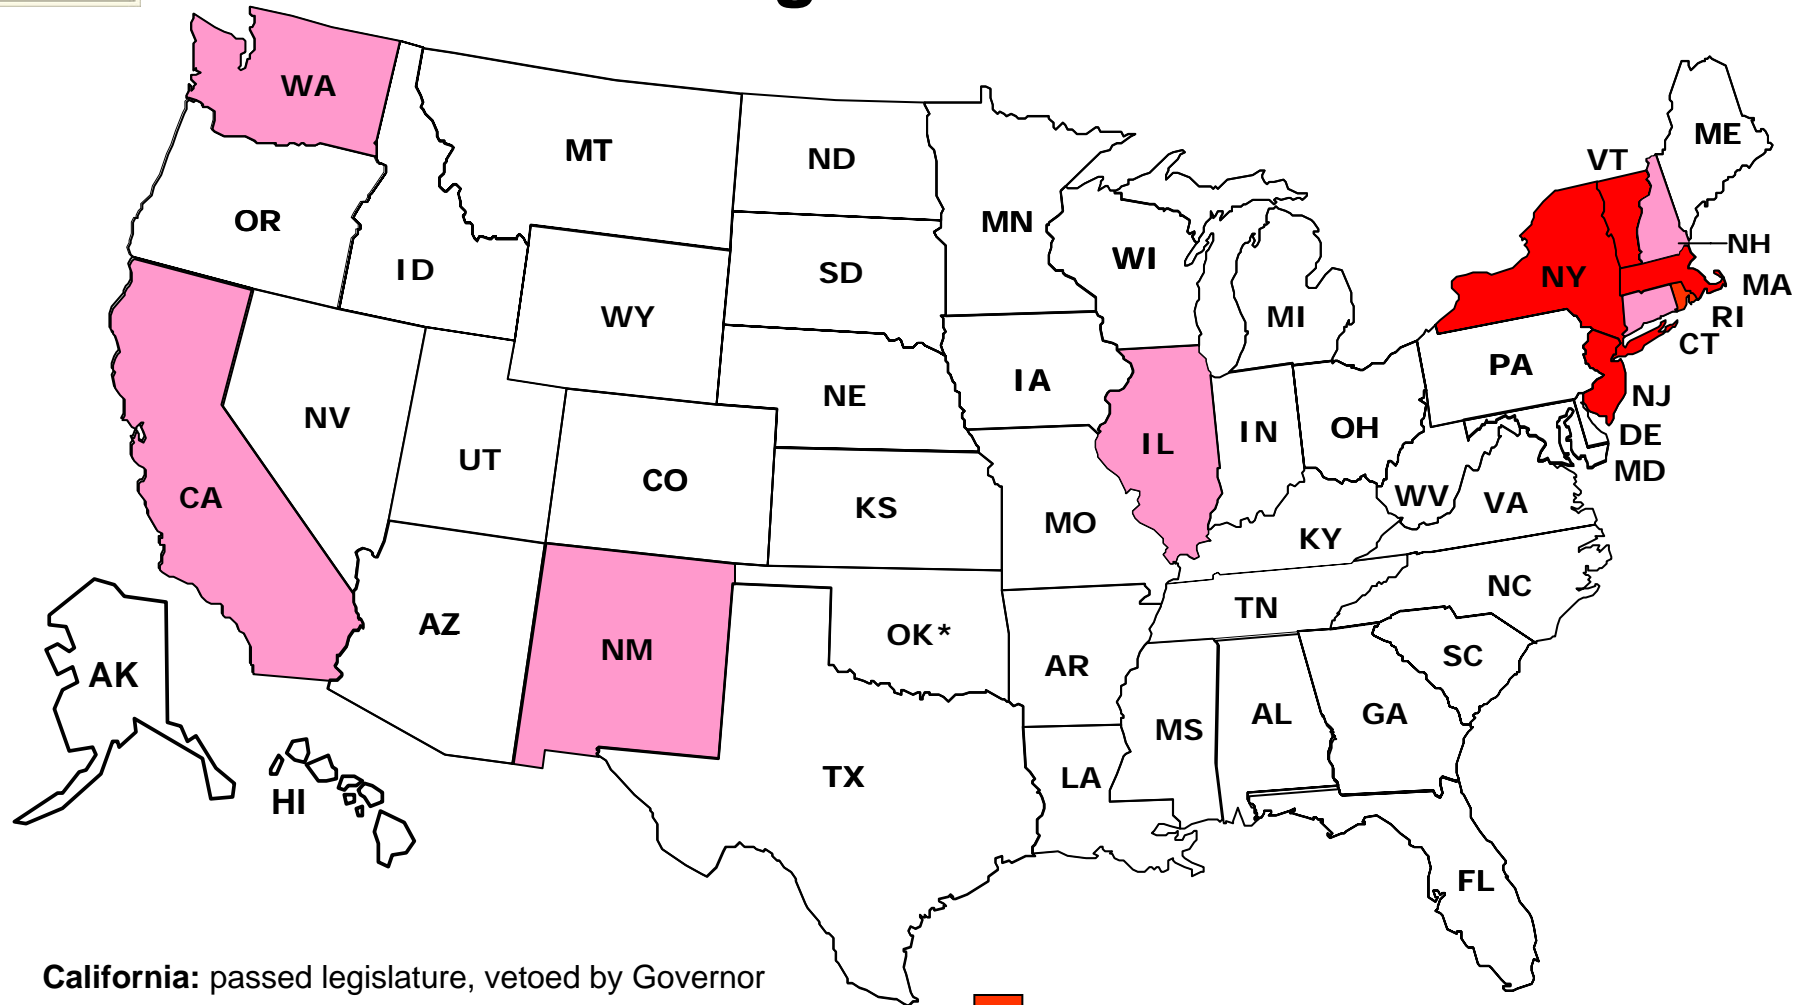 g
WA
MT
ND
MN
ME
VT
OR
ID
SD
WI
NH
NY
MA
WY
MI
RI
CT
NE
IA
PA
NV
NJ
UT
CO
IL
IN
OH
DE
MD
CA
KS
MO
WV
VA
KY
AZ
NM
OK*
TN
NC
AR
SC
AK
MS
AL
GA
HI
TX
LA
FL
California: passed legislature, vetoed by Governor